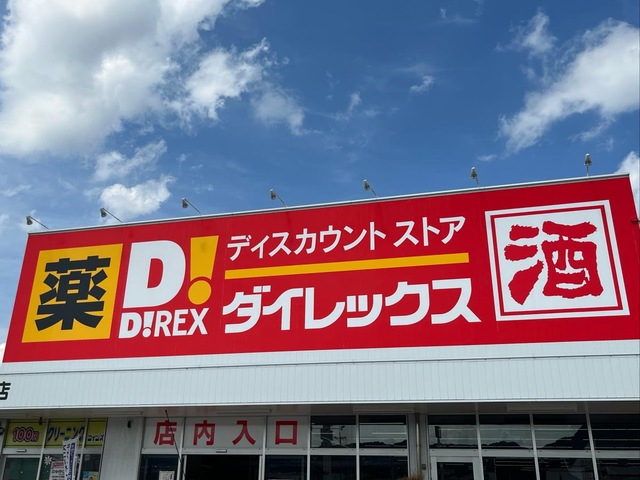 薬
D!
D!REX
ディスカウント ストア
ダイレックス
酒
店
100円
クリーニング
店内入口